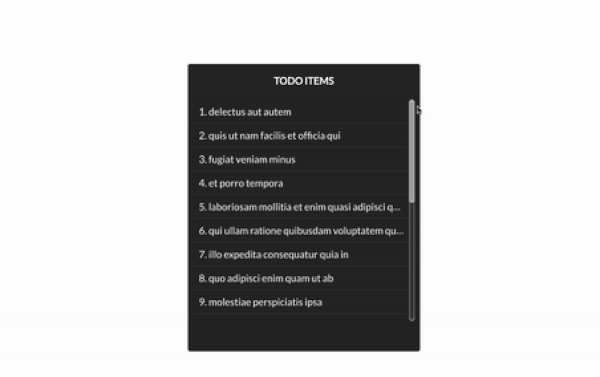 TODO ITEMS
1. delectus aut autem
2. quis ut nam facilis et officia qui
3. fugiat veniam minus
4. et porro tempora
5. laboriosam mollitia et enim quasi adipisci q...
6. qui ullam ratione quibusdam voluptatem qu...
7. illo expedita consequatur quia in
8. quo adipisci enim quam ut ab
9. molestiae perspiciatis ipsa